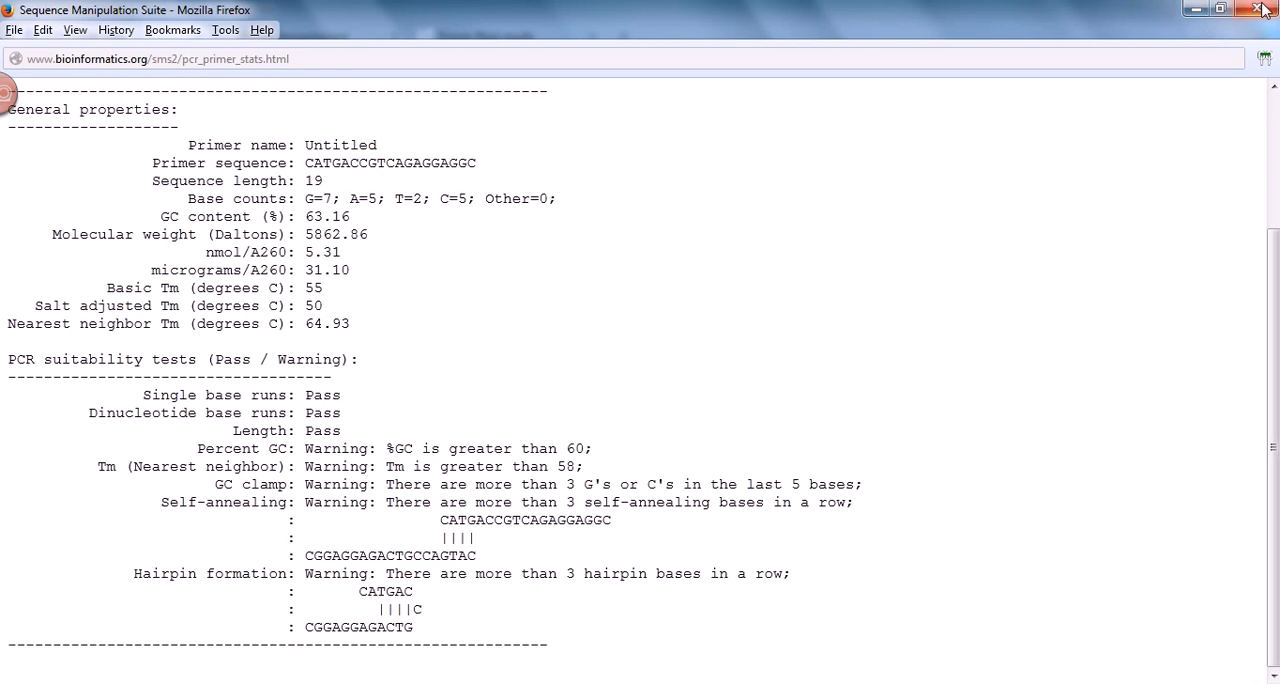 Sequence Manipulation Suite - Mozilla Firefox
File Edit View History Bookmarks Tools Help
www.bioinformatics.org/sms2/pcr_primer_stats.html
------------------------------------------------------------
General properties:
-------------------
Primer name: Untitled
Primer sequence: CATGACCGTCAGAGGAGGC
Sequence length: 19
Base counts: G=7; A=5; T=2; C=5; Other=0;
GC content (%): 63.16
Molecular weight (Daltons): 5862.86
nmol/A260: 5.31
micrograms/A260: 31.10
Basic Tm (degrees C): 55
Salt adjusted Tm (degrees C): 50
Nearest neighbor Tm (degrees C): 64.93
PCR suitability tests (Pass / Warning):
------------------------------------
Single base runs: Pass
Dinucleotide base runs: Pass
Length: Pass
Percent GC: Warning: %GC is greater than 60;
Tm (Nearest neighbor): Warning: Tm is greater than 58;
GC clamp: Warning: There are more than 3 G's or C's in the last 5 bases;
Self-annealing: Warning: There are more than 3 self-annealing bases in a row;
: CATGACCGTCAGAGGAGGC
: ||||
: CGGAGGAGACTGCCAGTAC
Hairpin formation: Warning: There are more than 3 hairpin bases in a row;
: CATGAC
: ||||C
: CGGAGGAGACTG
------------------------------------------------------------